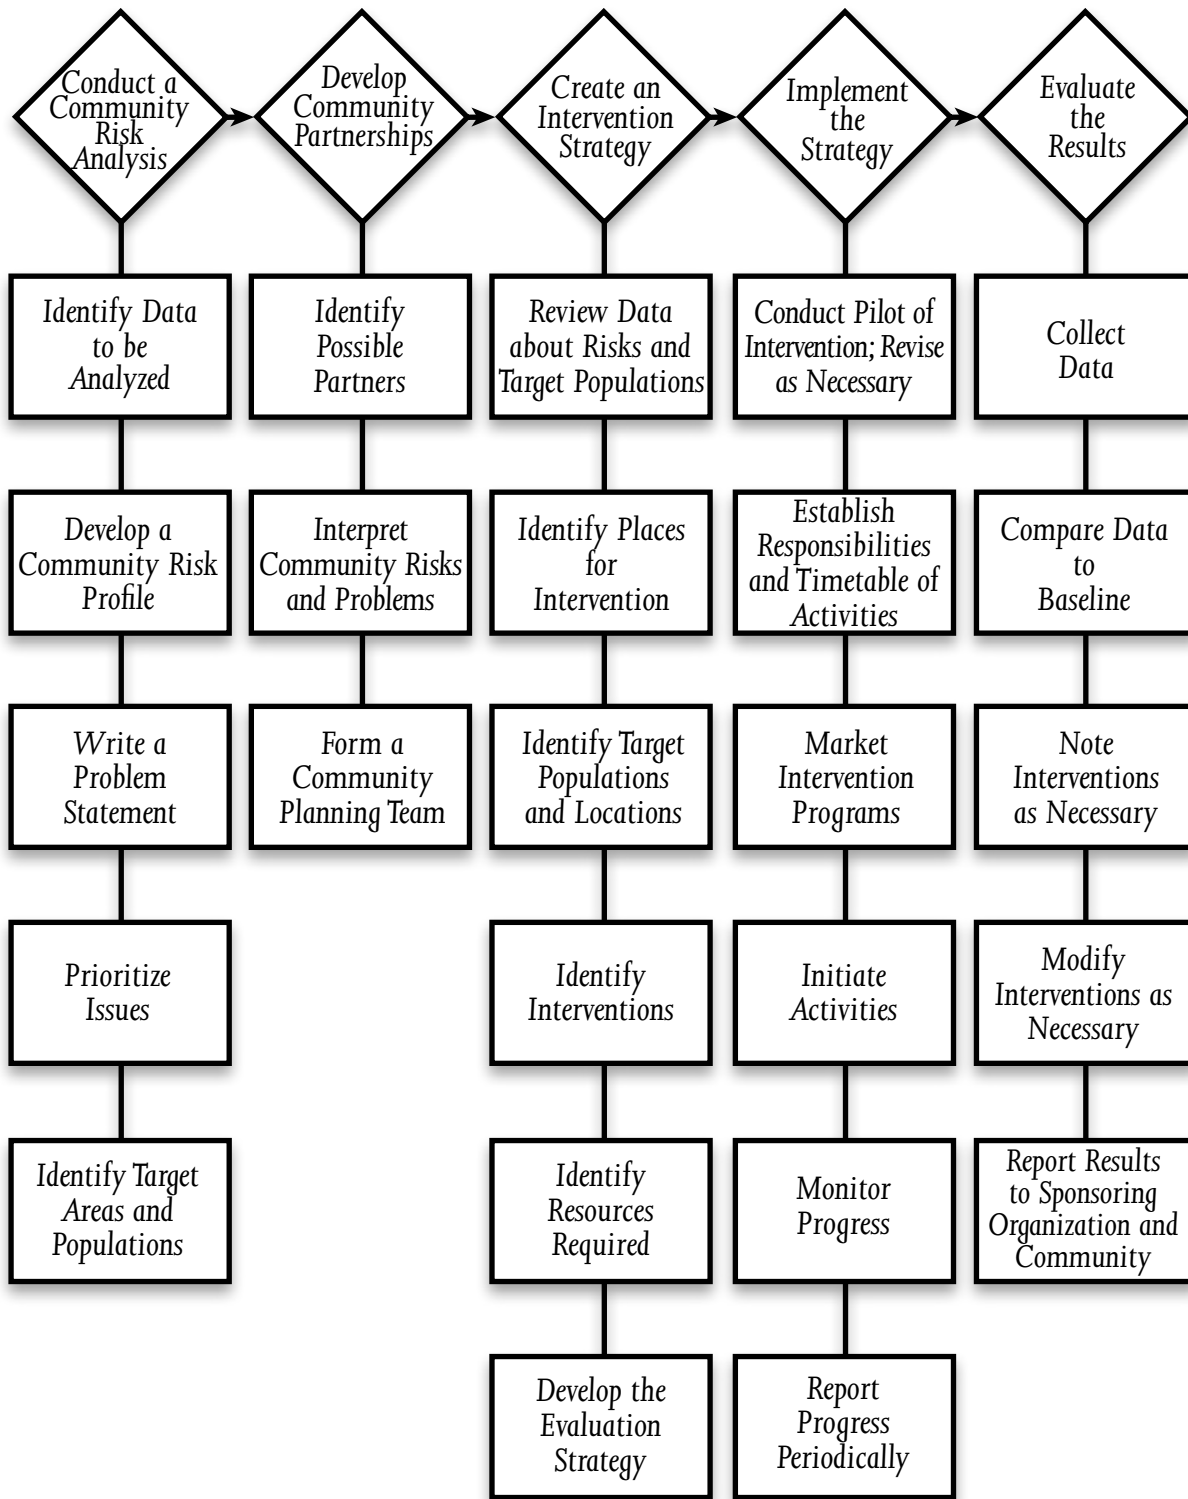 Conduct a
Community
Risk
Analysis
Develop
Community
Partnerships
Create an
Intervention
Strategy
Implement
the
Strategy
Evaluate
the
Results
Identify Data
to be
Analyzed
Identify
Possible
Partners
Review Data
about Risks and
Target Populations
Conduct Pilot of
Intervention; Revise
as Necessary
Collect
Data
Develop a
Community Risk
Profile
Interpret
Community Risks
and Problems
Identify Places
for
Intervention
Establish
Responsibilities
and Timetable of
Activities
Compare Data
to
Baseline
Write a
Problem
Statement
Form a
Community
Planning Team
Identify Target
Populations
and Locations
Market
Intervention
Programs
Note
Interventions
as Necessary
Prioritize
Issues
Identify
Interventions
Initiate
Activities
Modify
Interventions as
Necessary
Identify Target
Areas and
Populations
Identify
Resources
Required
Monitor
Progress
Report Results
to Sponsoring
Organization and
Community
Develop the
Evaluation
Strategy
Report
Progress
Periodically